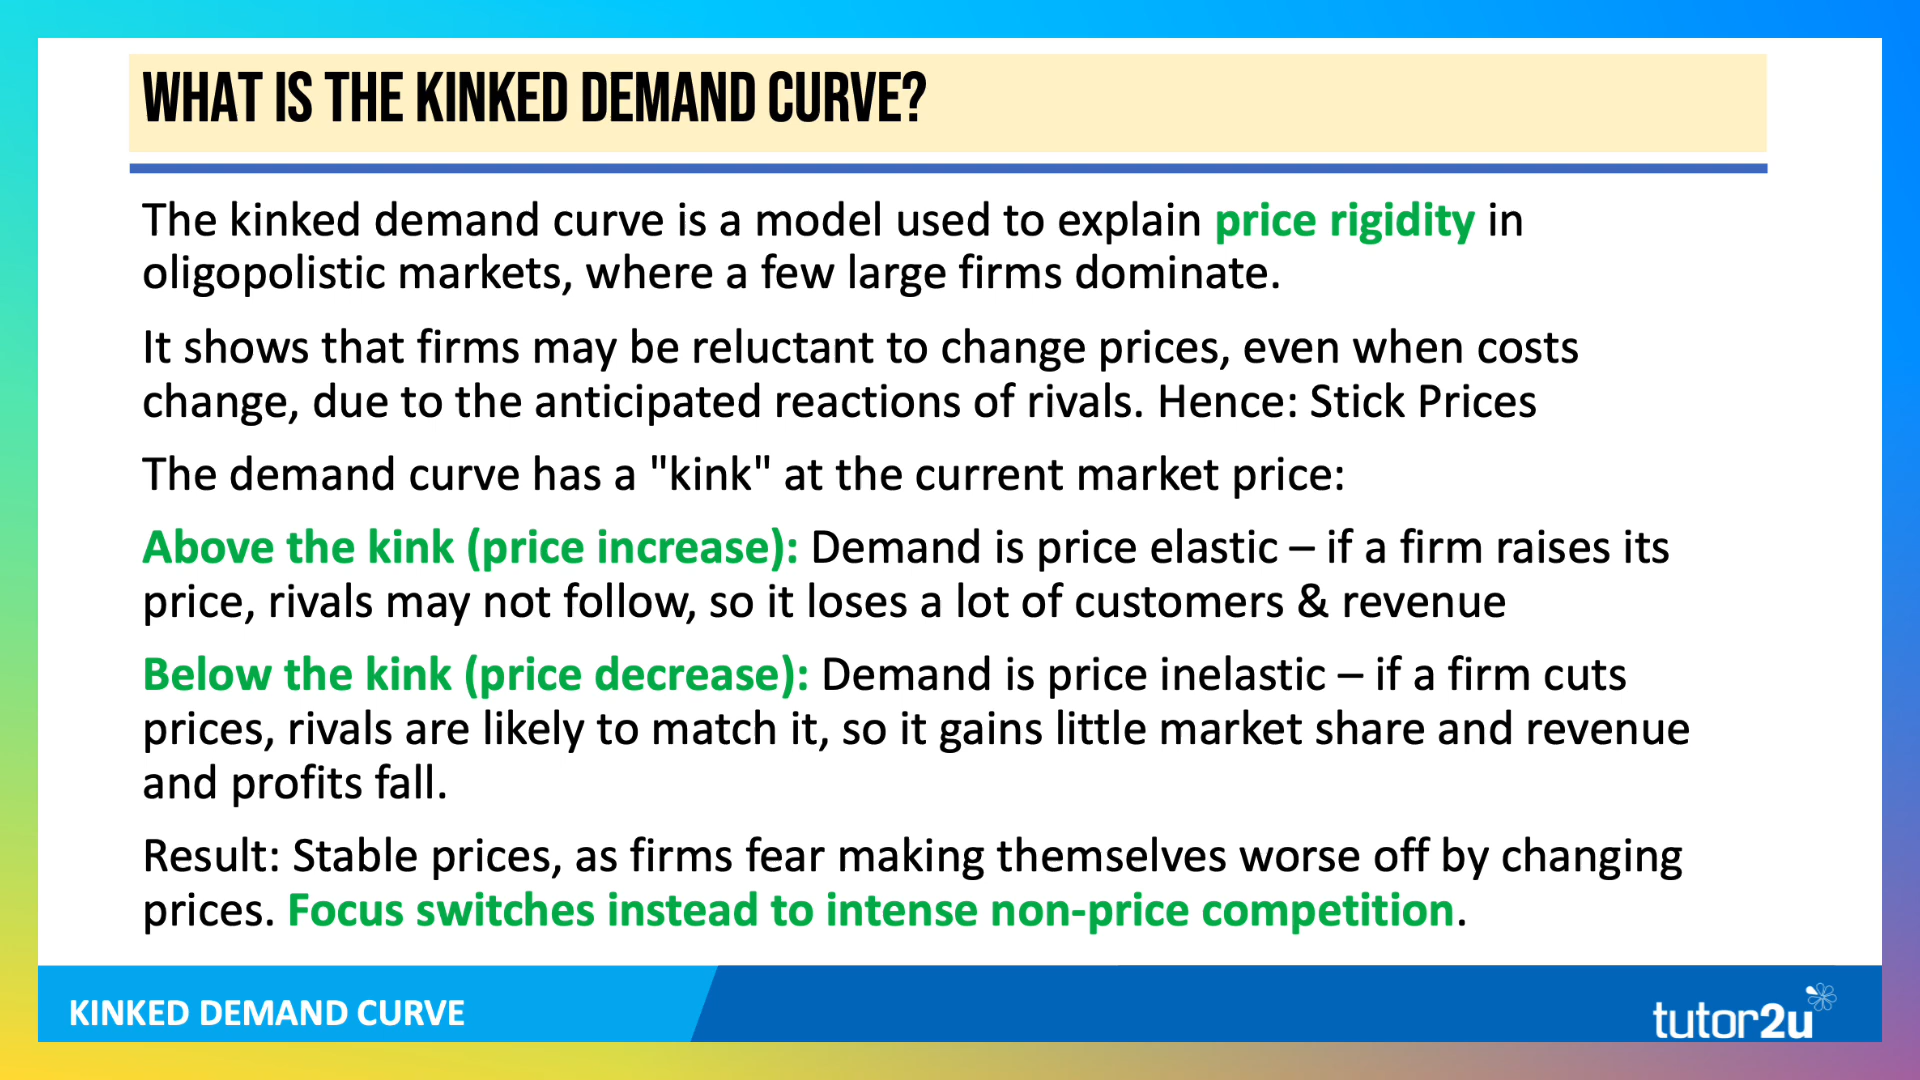 WHAT IS THE KINKED DEMAND CURVE?
The kinked demand curve is a model used to explain price rigidity in
oligopolistic markets, where a few large firms dominate.
It shows that firms may be reluctant to change prices, even when costs
change, due to the anticipated reactions of rivals. Hence: Stick Prices
The demand curve has a "kink" at the current market price:
Above the kink (price increase): Demand is price elastic – if a firm raises its
price, rivals may not follow, so it loses a lot of customers & revenue
Below the kink (price decrease): Demand is price inelastic – if a firm cuts
prices, rivals are likely to match it, so it gains little market share and revenue
and profits fall.
Result: Stable prices, as firms fear making themselves worse off by changing
prices. Focus switches instead to intense non-price competition.
KINKED DEMAND CURVE
tutor2u